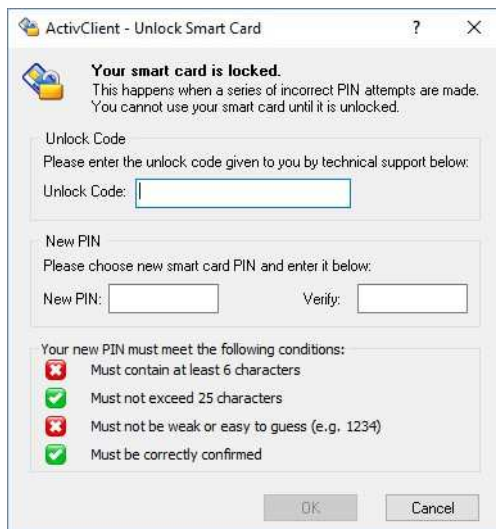 ActivClient - Unlock Smart Card
Your smart card is locked.
This happens when a series of incorrect PIN attempts are made.
You cannot use your smart card until it is unlocked.
Unlock Code
Please enter the unlock code given to you by technical support below:
Unlock Code:
New PIN
Please choose new smart card PIN and enter it below:
New PIN: Verify:
Your new PIN must meet the following conditions:
Must contain at least 6 characters
Must not exceed 25 characters
Must not be weak or easy to guess (e.g. 1234)
Must be correctly confirmed
OK Cancel